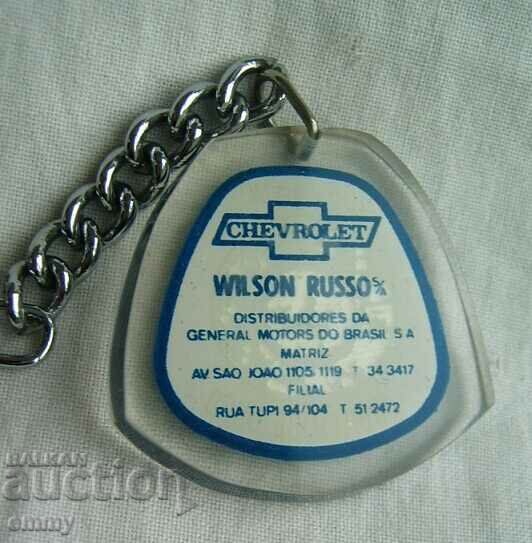 CHEVROLET
WILSON RUSSO S/A
DISTRIBUIDORES DA
GENERAL MOTORS DO BRASIL S A
MATRIZ
AV SAO JOAO 1105/1119 T 34 3417
FILIAL
RUA TUPI 94/104 T 51 2472
BALKAN
auction
emmy